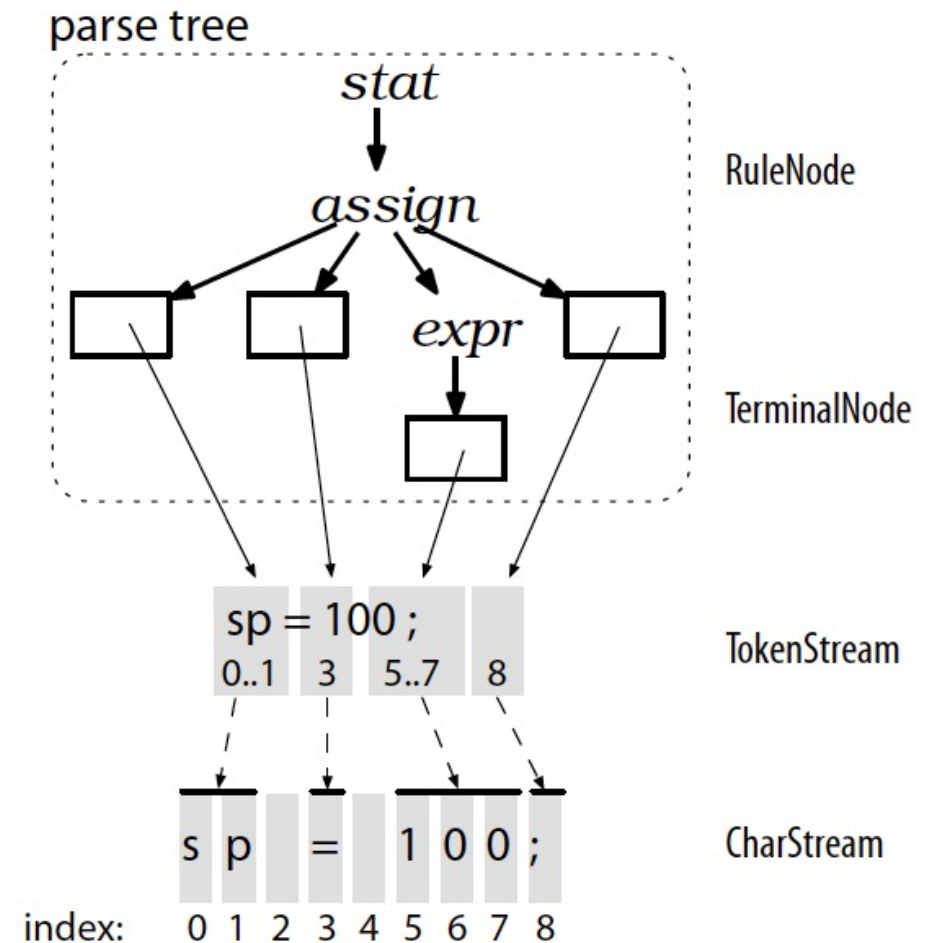 parse tree
stat
RuleNode
assign
expr
TerminalNode
sp = 100 ;
0..1 3 5..7 8
TokenStream
s p = 1 0 0 ;
CharStream
index: 0 1 2 3 4 5 6 7 8